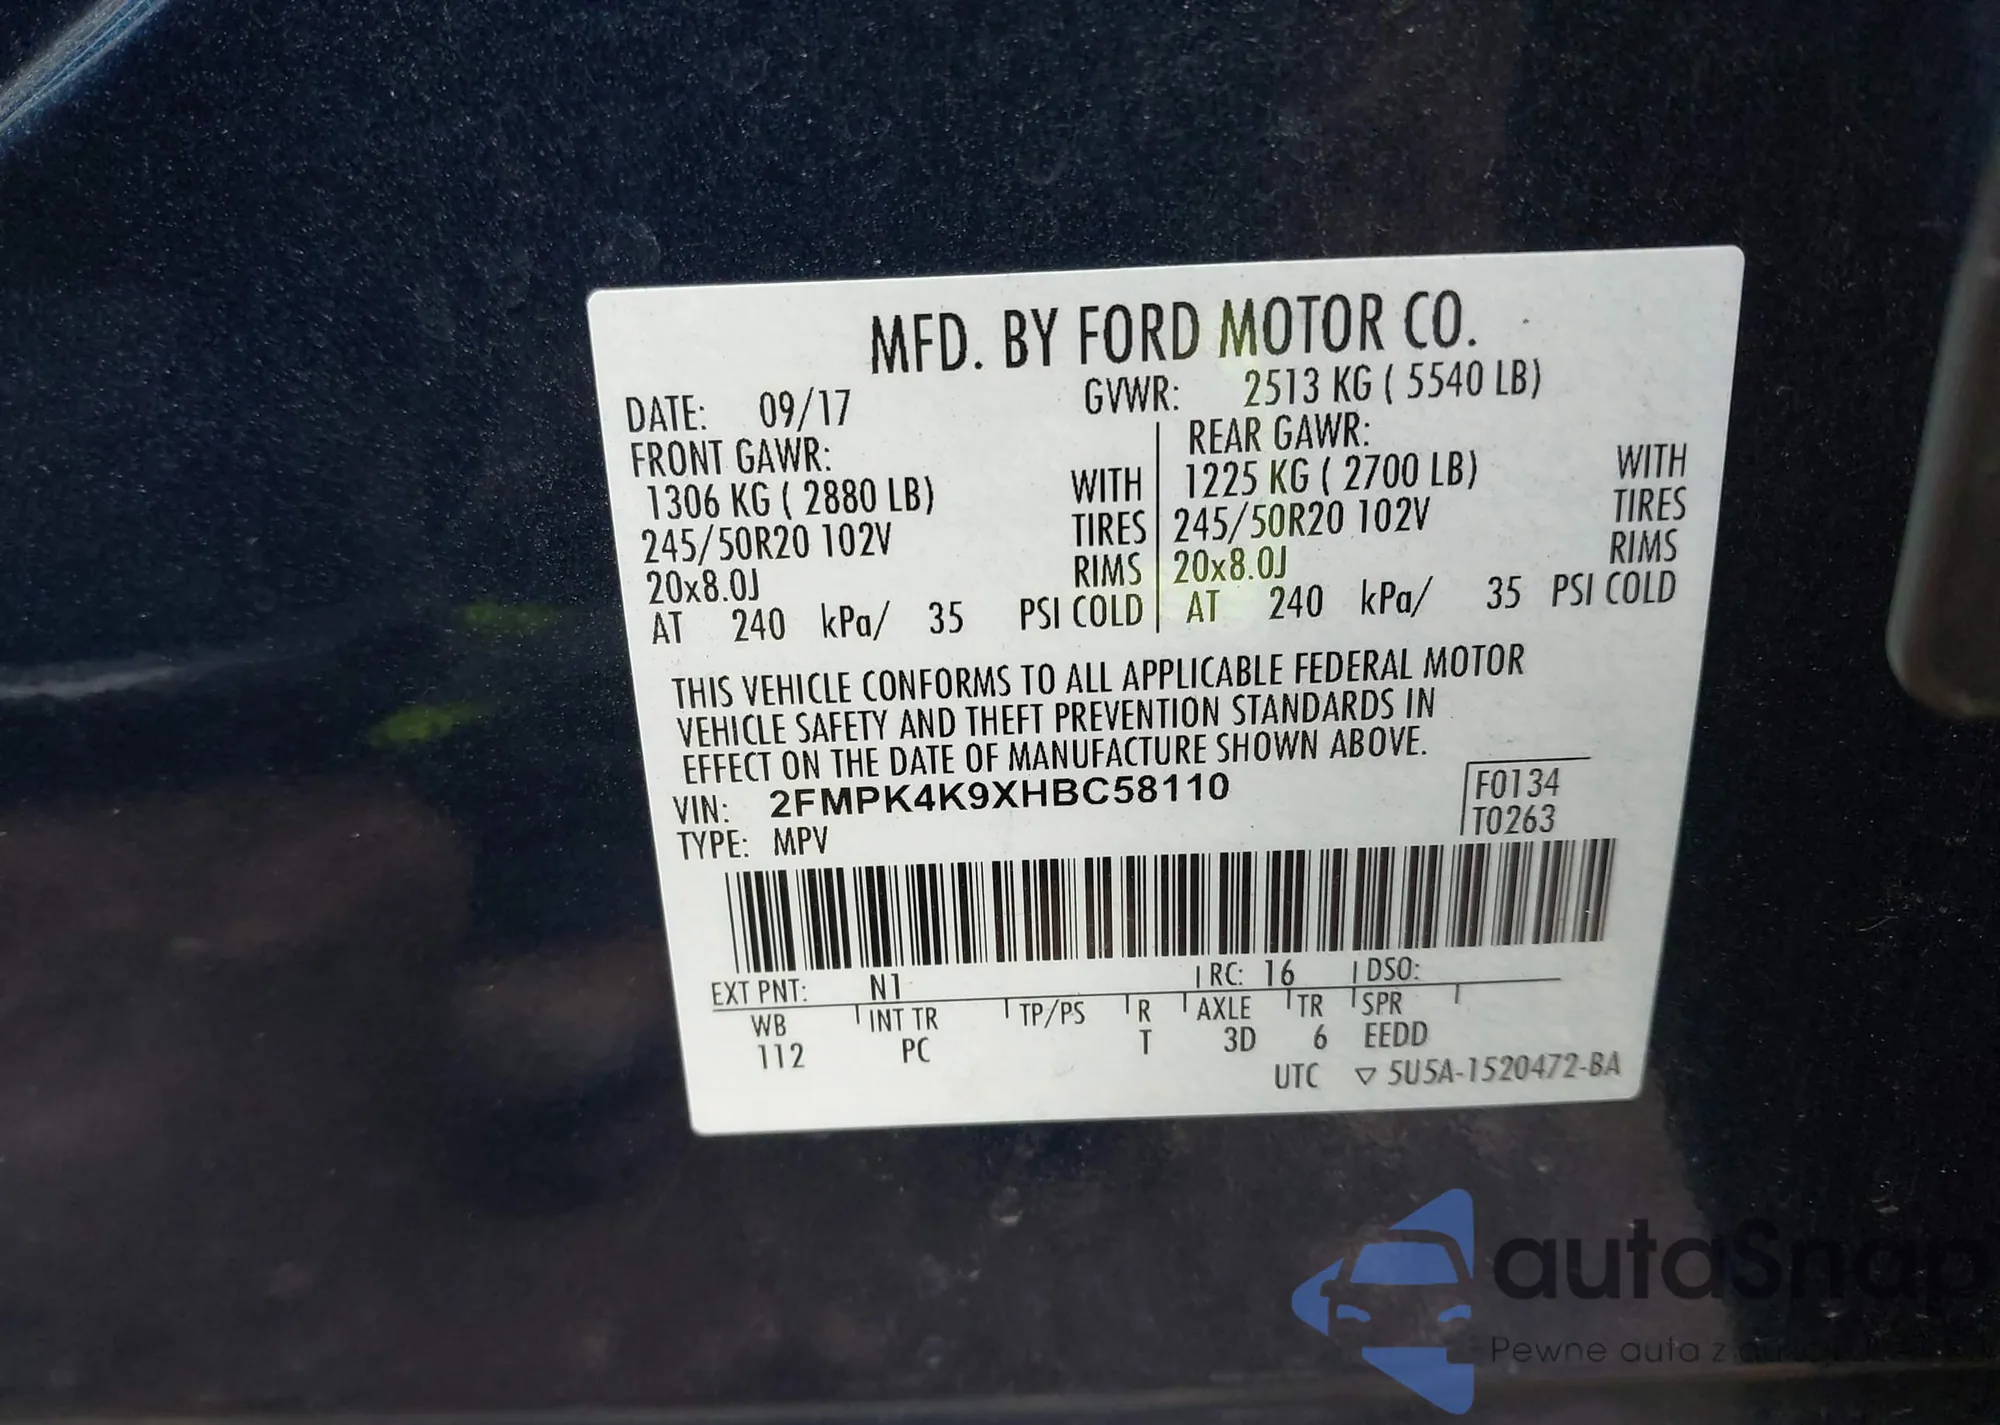 MFD. BY FORD MOTOR CO.
DATE: 09/17 GVWR: 2513 KG ( 5540 LB)
FRONT GAWR: REAR GAWR:
1306 KG ( 2880 LB) WITH 1225 KG ( 2700 LB) WITH
245/50R20 102V TIRES 245/50R20 102V TIRES
20x8.0J RIMS 20x8.0J RIMS
AT 240 kPa/ 35 PSI COLD AT 240 kPa/ 35 PSI COLD
THIS VEHICLE CONFORMS TO ALL APPLICABLE FEDERAL MOTOR
VEHICLE SAFETY AND THEFT PREVENTION STANDARDS IN
EFFECT ON THE DATE OF MANUFACTURE SHOWN ABOVE.
VIN: 2FMPK4K9XHBC58110 F0134
TYPE: MPV T0263
EXT PNT: N1 RC: 16 DSO:
WB INT TR TP/PS R AXLE TR SPR
112 PC T 3D 6 EEDD
UTC ▽ 5U5A-1520472-BA
autaSnap
Pewne auta z